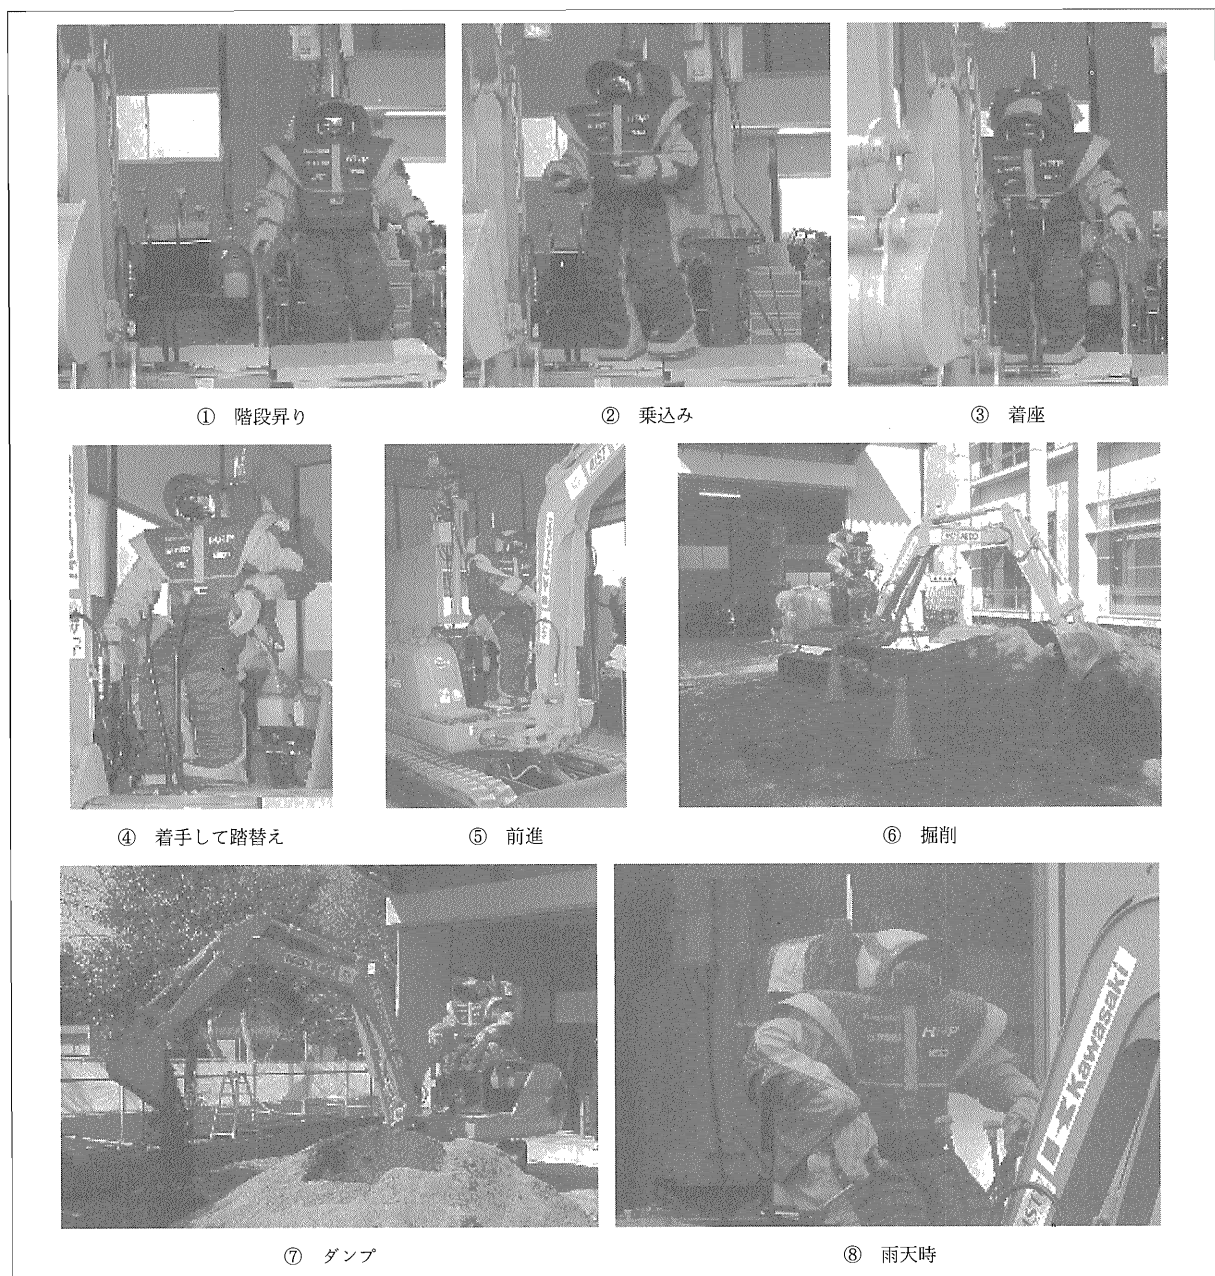 ① 階段昇り
② 乗込み
③ 着座
④ 着手して踏替え
⑤ 前進
⑥ 掘削
HRP
Kawasaki
⑦ ダンプ
⑧ 雨天時